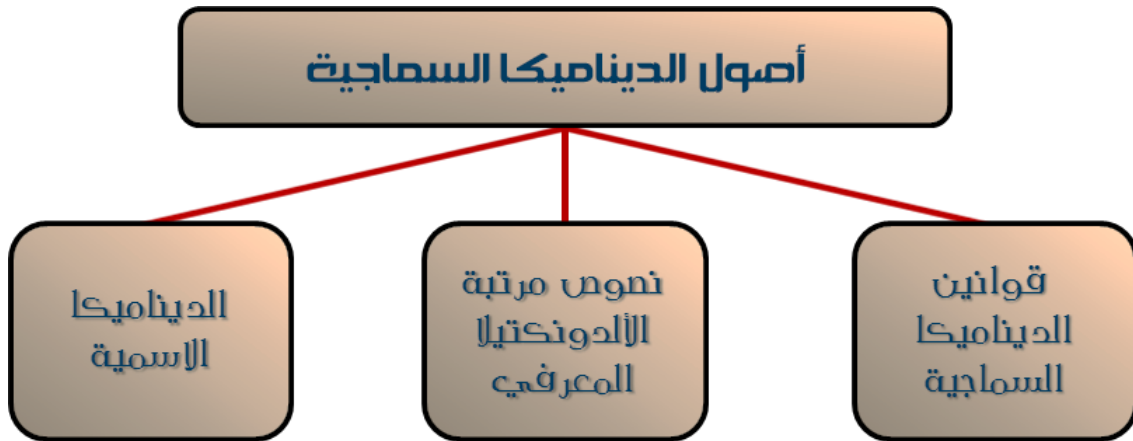 أصول الديناميكا السماجية
قوانين
الديناميكا
السماجية
نصوص مرتبة
الألدونكتيلا
المعرفي
الديناميكا
الاسمية